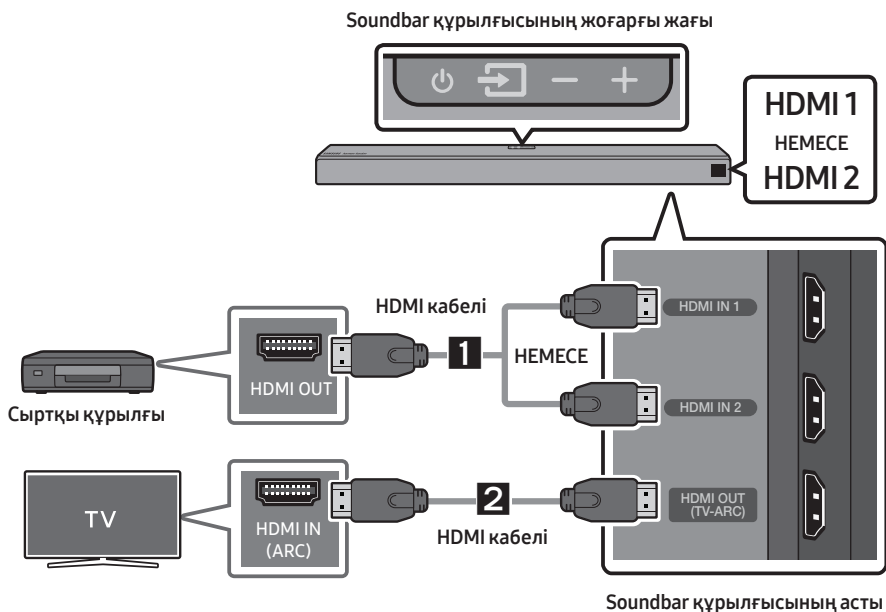 Soundbar құрылғысының жоғарғы жағы
HDMI 1
НЕМЕСЕ
HDMI 2
HDMI кабелі
HDMI IN 1
1
НЕМЕСЕ
HDMI OUT
HDMI IN 2
Сыртқы құрылғы
TV
HDMI IN
(ARC)
2
HDMI кабелі
HDMI OUT
(TV-ARC)
Soundbar құрылғысының асты